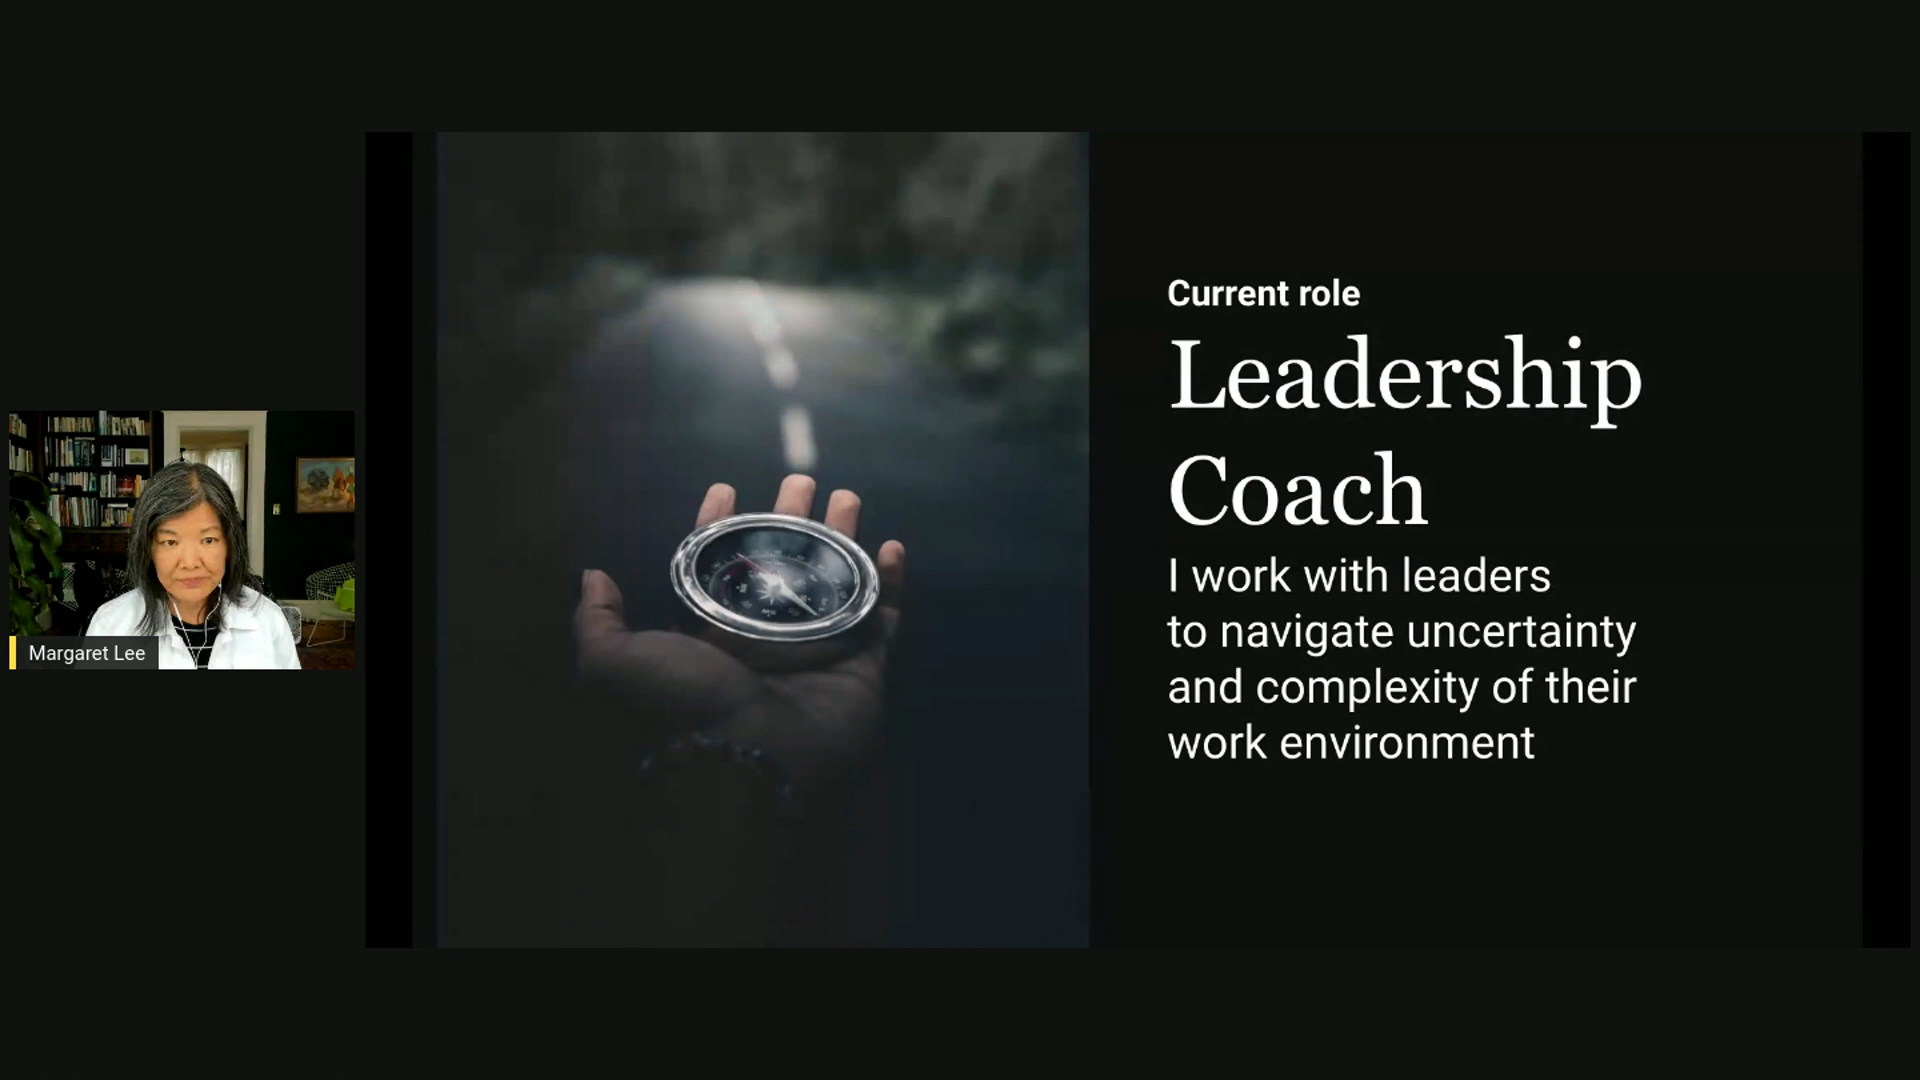 Margaret Lee
Current role
Leadership
Coach
I work with leaders
to navigate uncertainty
and complexity of their
work environment